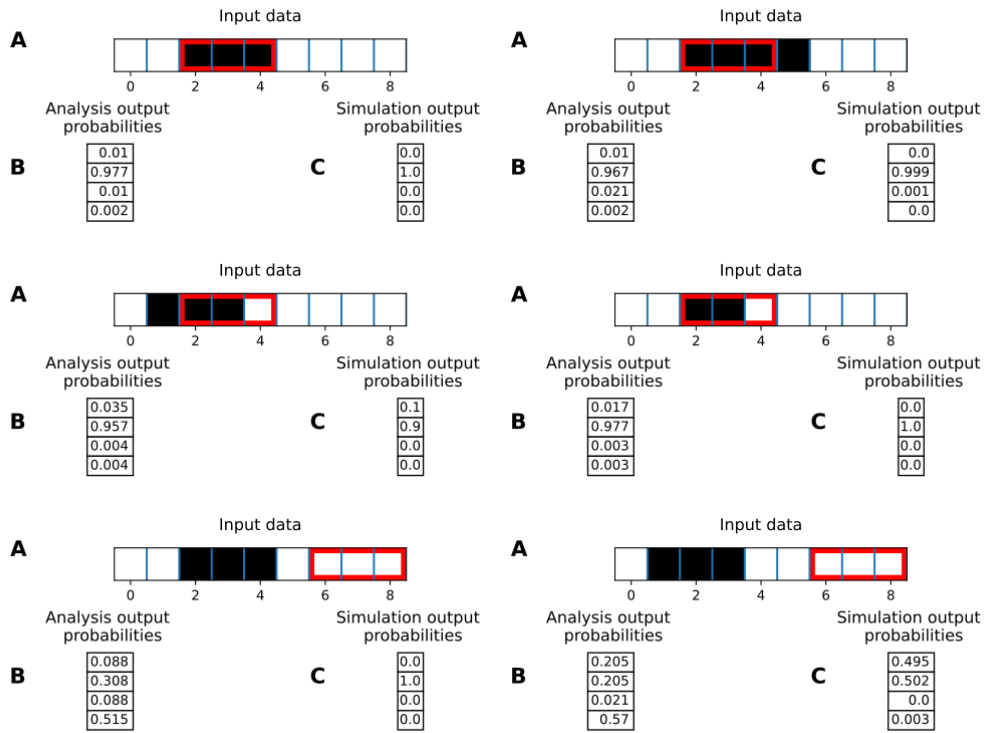 Input data
A
0 2 4 6 8
Analysis output probabilities
Simulation output probabilities
B
0.01
0.977
0.01
0.002
C
0.0
1.0
0.0
0.0
Input data
A
0 2 4 6 8
Analysis output probabilities
Simulation output probabilities
B
0.01
0.967
0.021
0.002
C
0.0
0.999
0.001
0.0
Input data
A
0 2 4 6 8
Analysis output probabilities
Simulation output probabilities
B
0.035
0.957
0.004
0.004
C
0.1
0.9
0.0
0.0
Input data
A
0 2 4 6 8
Analysis output probabilities
Simulation output probabilities
B
0.017
0.977
0.003
0.003
C
0.0
1.0
0.0
0.0
Input data
A
0 2 4 6 8
Analysis output probabilities
Simulation output probabilities
B
0.088
0.308
0.088
0.515
C
0.0
1.0
0.0
0.0
Input data
A
0 2 4 6 8
Analysis output probabilities
Simulation output probabilities
B
0.205
0.205
0.021
0.57
C
0.495
0.502
0.0
0.003